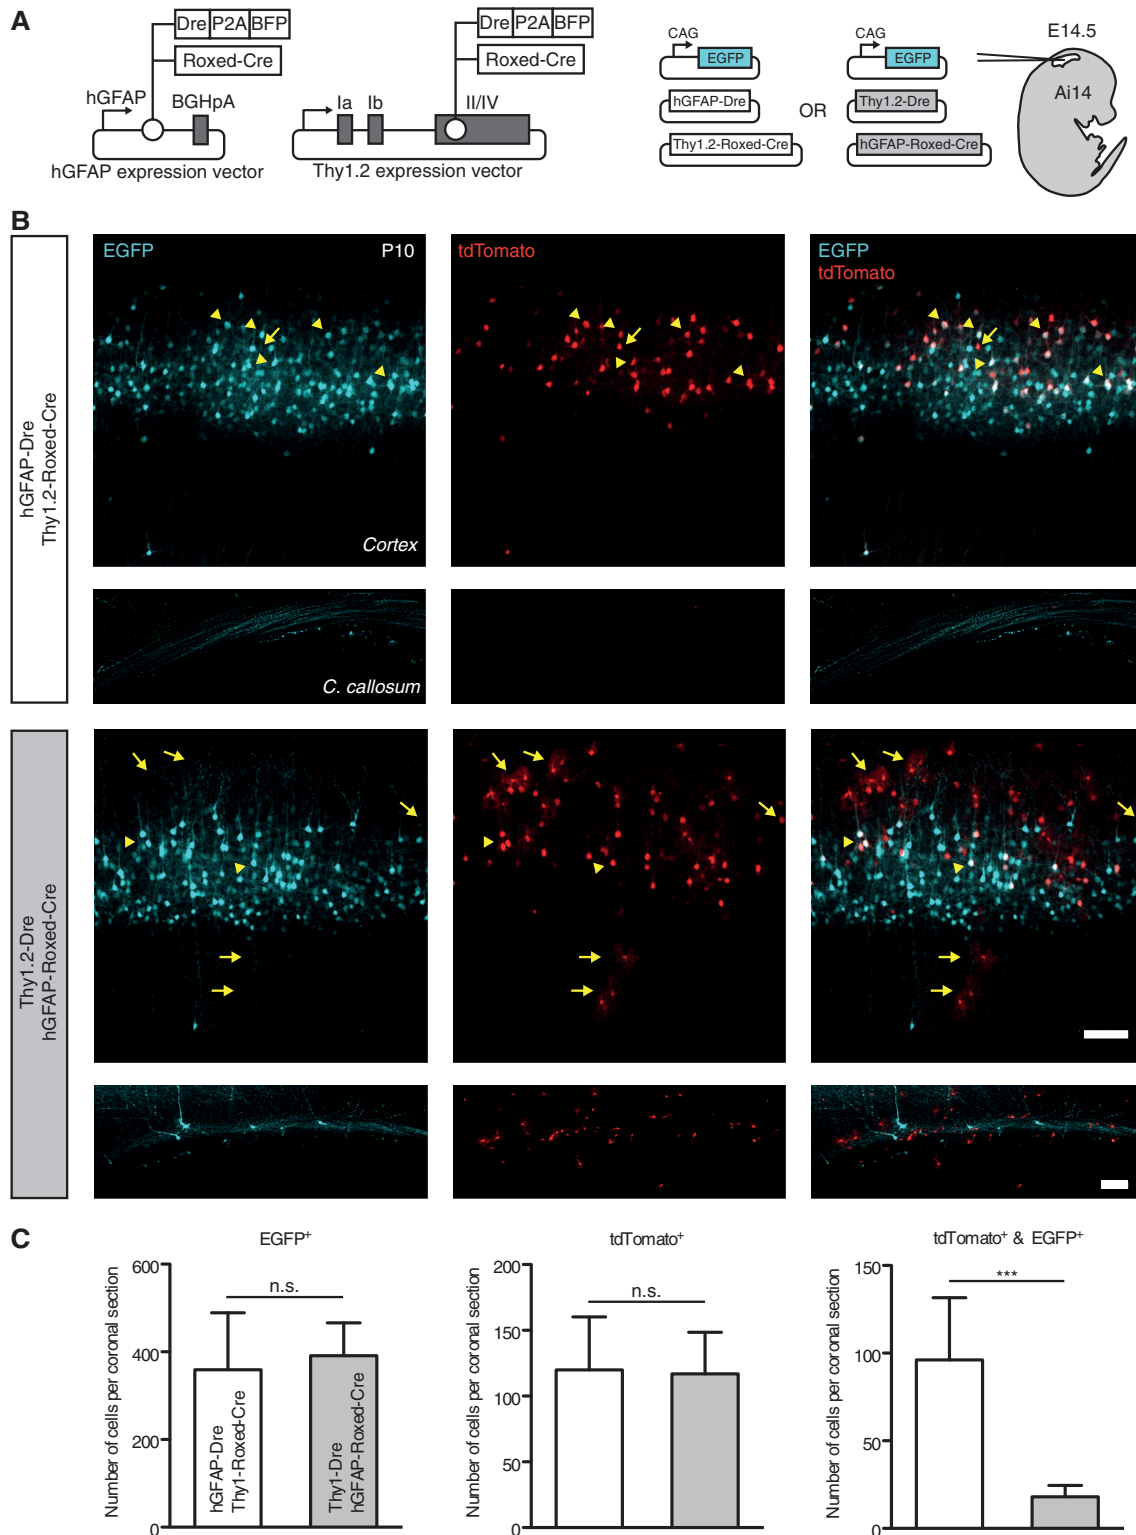 A
Dre P2A BFP
Roxed-Cre
hGFAP
BGHpA
hGFAP expression vector
Dre P2A BFP
Roxed-Cre
Ia Ib II/IV
Thy1.2 expression vector
CAG
EGFP
hGFAP-Dre
Thy1.2-Roxed-Cre
OR
CAG
EGFP
Thy1.2-Dre
hGFAP-Roxed-Cre
E14.5
Ai14
B
hGFAP-Dre
Thy1.2-Roxed-Cre
EGFP P10
Cortex
tdTomato
EGFP
tdTomato
C. callosum
Thy1.2-Dre
hGFAP-Roxed-Cre
C
EGFP+
Number of cells per coronal section
600
400
200
0
n.s.
hGFAP-Dre
Thy1-Roxed-Cre
Thy1-Dre
hGFAP-Roxed-Cre
tdTomato+
Number of cells per coronal section
200
150
100
50
0
n.s.
tdTomato+ & EGFP+
Number of cells per coronal section
150
100
50
0
***